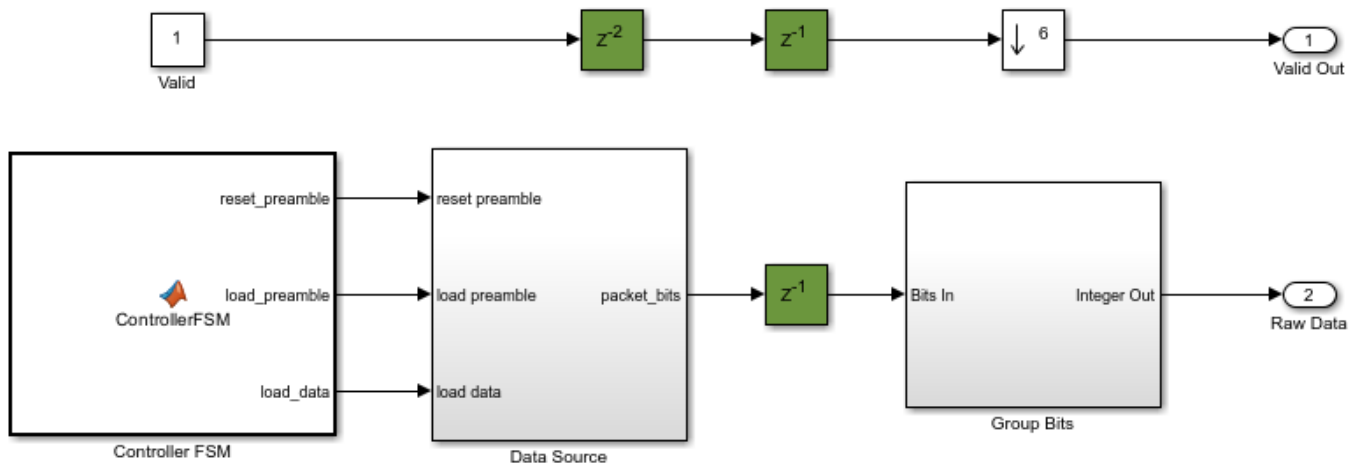 1
Z-2
Z-1
6
1
Valid
Valid Out
reset_preamble
reset preamble
load_preamble
load preamble
packet_bits
Z-1
Bits In
Integer Out
2
ControllerFSM
Raw Data
load_data
load data
Group Bits
Controller FSM
Data Source